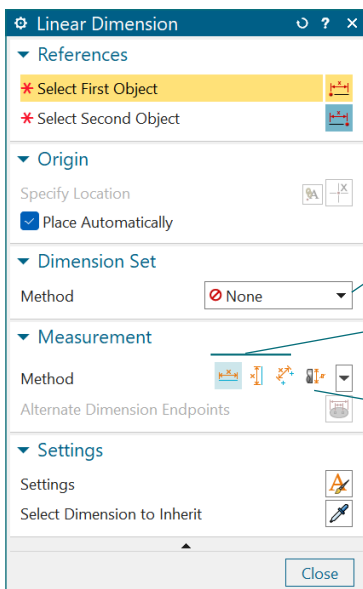 Linear Dimension
References
* Select First Object
* Select Second Object
Origin
Specify Location
Place Automatically
Dimension Set
Method None
Measurement
Method
Alternate Dimension Endpoints
Settings
Settings
Select Dimension to Inherit
Close